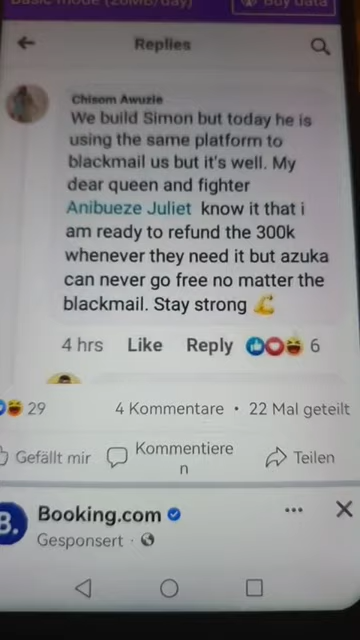 Basic mode (20MB/day)
Buy data
Replies
Chisom Awuzie
We build Simon but today he is
using the same platform to
blackmail us but it's well. My
dear queen and fighter
Anibueze Juliet know it that i
am ready to refund the 300k
whenever they need it but azuka
can never go free no matter the
blackmail. Stay strong 💪
4 hrs Like Reply 6
29 4 Kommentare • 22 Mal geteilt
Gefällt mir
Kommentiere
n
Teilen
B.
Booking.com
Gesponsert ·